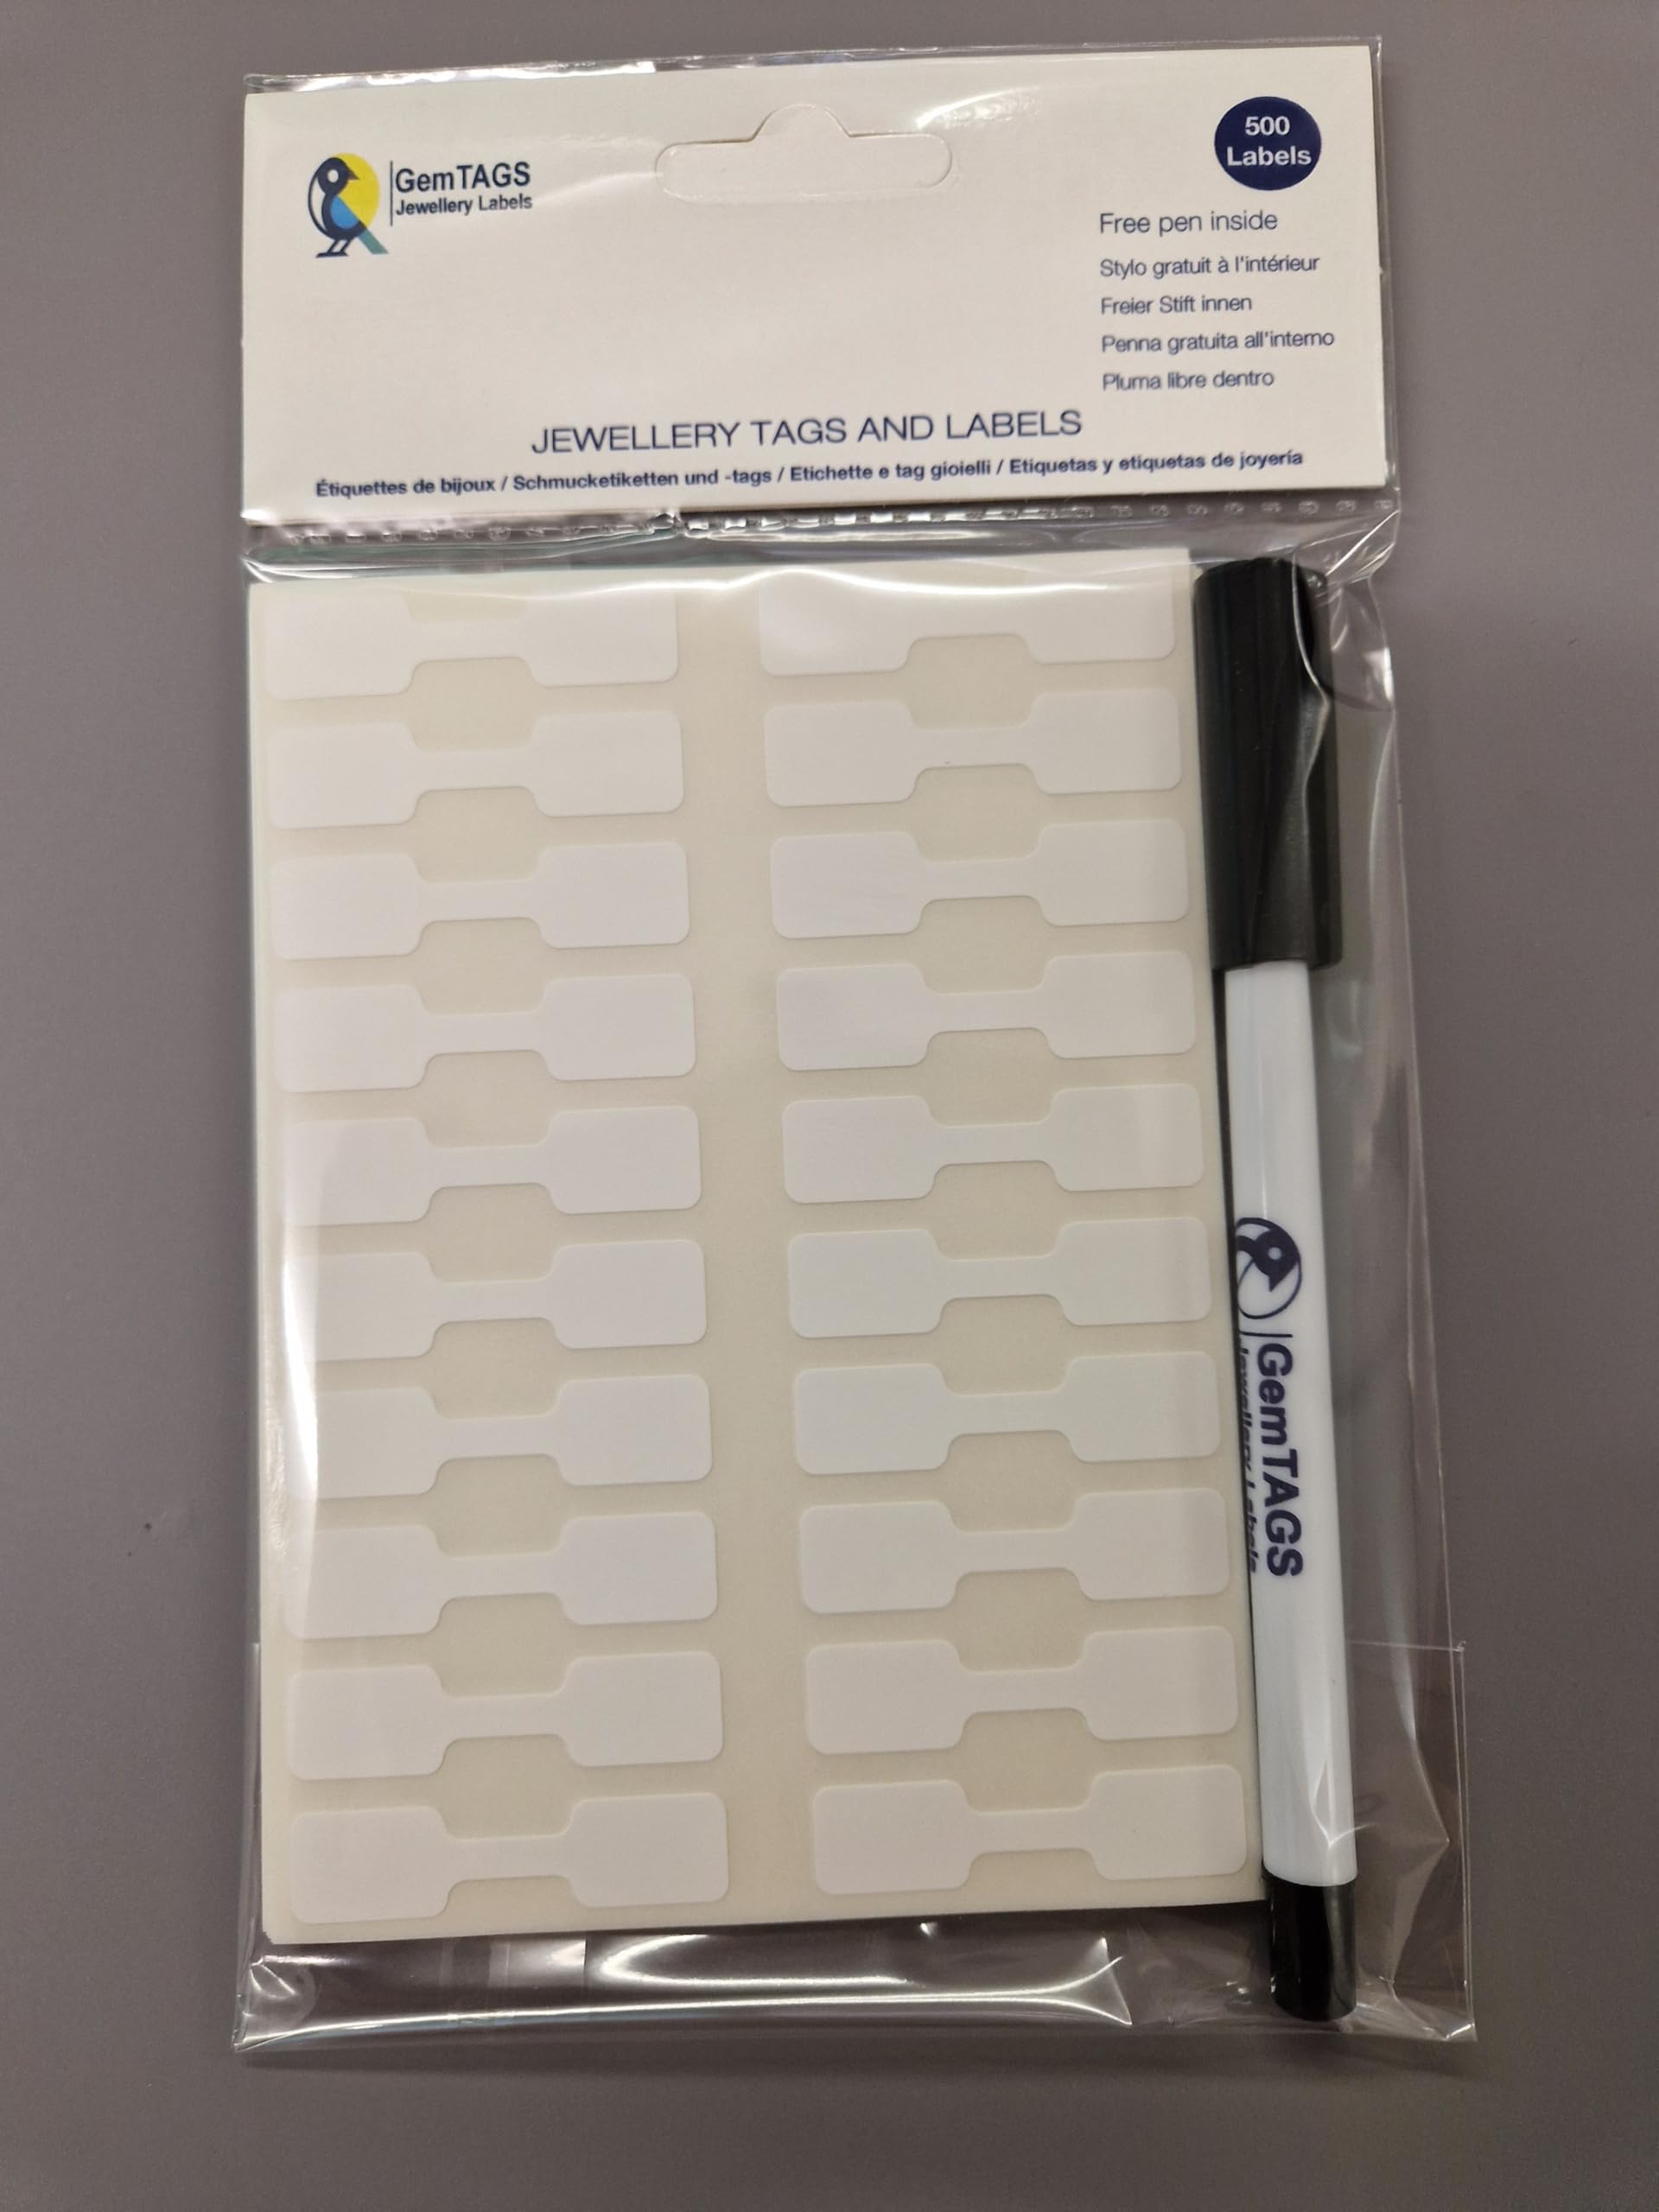 GemTAGS
Jewellery Labels
500
Labels
Free pen inside
Stylo gratuit à l'intérieur
Freier Stift innen
Penna gratuita all'interno
Pluma libre dentro
JEWELLERY TAGS AND LABELS
Étiquettes de bijoux / Schmucketiketten und -tags / Etichette e tag gioielli / Etiquetas y etiquetas de joyería
GemTAGS
Jewellery Labels